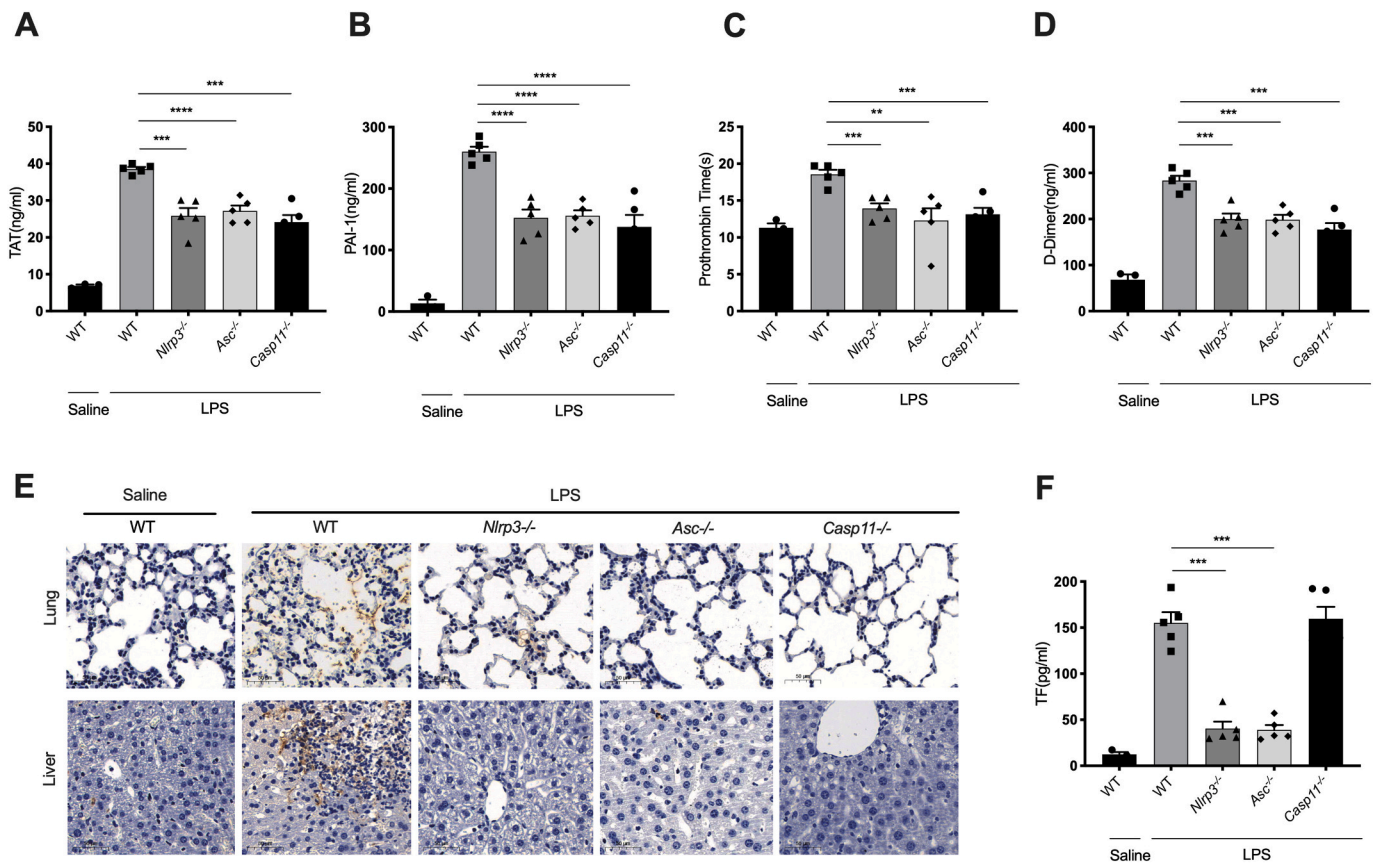 A
B
C
D
***
****
***
TAT(ng/ml)
50
40
30
20
10
0
WT
WT
Nlrp3-/-
Asc-/-
Casp11-/-
Saline
LPS
****
****
****
PAI-1(ng/ml)
300
200
100
0
WT
WT
Nlrp3-/-
Asc-/-
Casp11-/-
Saline
LPS
***
**
***
Prothrombin Time(s)
25
20
15
10
5
0
WT
WT
Nlrp3-/-
Asc-/-
Casp11-/-
Saline
LPS
***
***
***
D-Dimer(ng/ml)
400
300
200
100
0
WT
WT
Nlrp3-/-
Asc-/-
Casp11-/-
Saline
LPS
E
Saline
LPS
WT
WT
Nlrp3-/-
Asc-/-
Casp11-/-
Lung
50 μm
Liver
F
***
***
TF(pg/ml)
200
150
100
50
0
WT
WT
Nlrp3-/-
Asc-/-
Casp11-/-
Saline
LPS